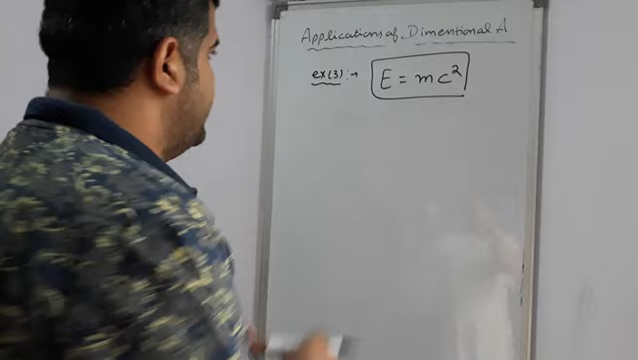 Applications of Dimentional A
ex(3) :→ E = mc²